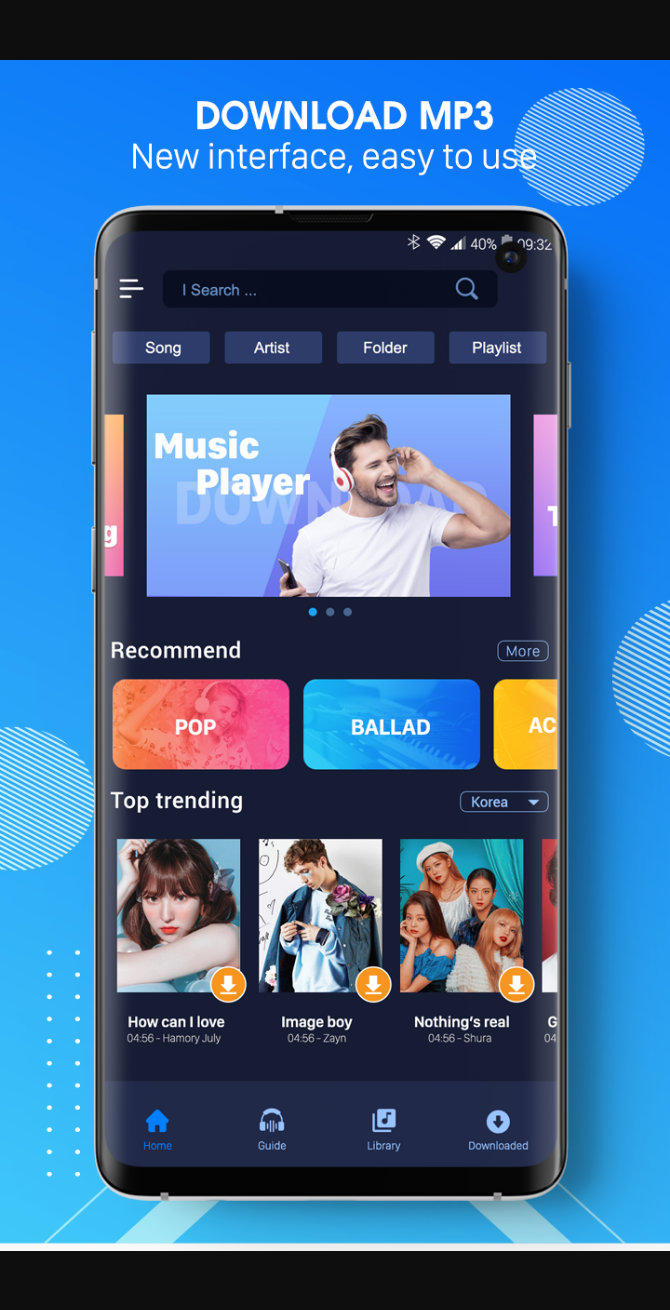 DOWNLOAD MP3
New interface, easy to use
40% 09:32
I Search ...
Song Artist Folder Playlist
Music
Player
DOWNLOAD
g
T
Recommend More
POP BALLAD AC
Top trending Korea
How can I love Image boy Nothing's real G
04:56 - Hamory July 04:56 - Zayn 04:56 - Shura 04
Home Guide Library Downloaded